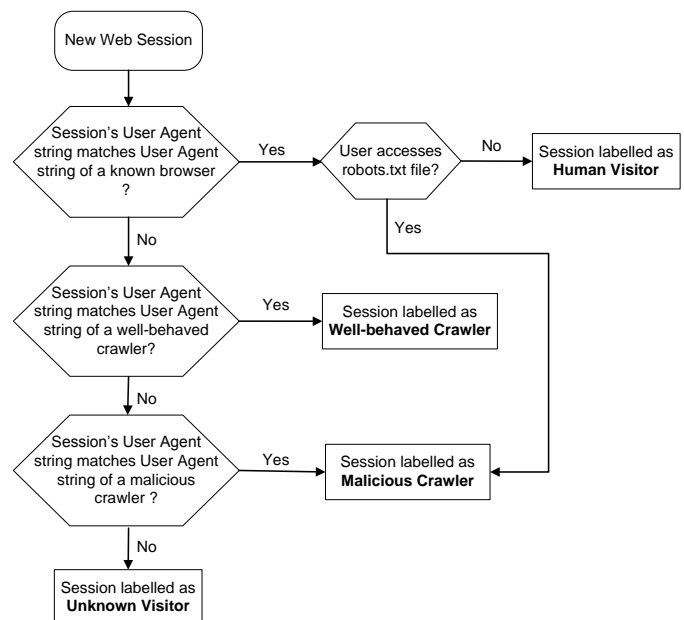 New Web Session
Session's User Agent
string matches User Agent
string of a known browser
?
Yes
User accesses
robots.txt file?
No
Session labelled as
Human Visitor
Yes
No
Session's User Agent
string matches User Agent
string of a well-behaved
crawler?
Yes
Session labelled as
Well-behaved Crawler
No
Session's User Agent
string matches User Agent
string of a malicious
crawler ?
Yes
Session labelled as
Malicious Crawler
No
Session labelled as
Unknown Visitor